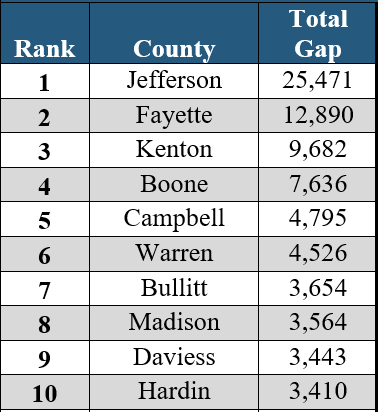 Rank County Total Gap
1 Jefferson 25,471
2 Fayette 12,890
3 Kenton 9,682
4 Boone 7,636
5 Campbell 4,795
6 Warren 4,526
7 Bullitt 3,654
8 Madison 3,564
9 Daviess 3,443
10 Hardin 3,410